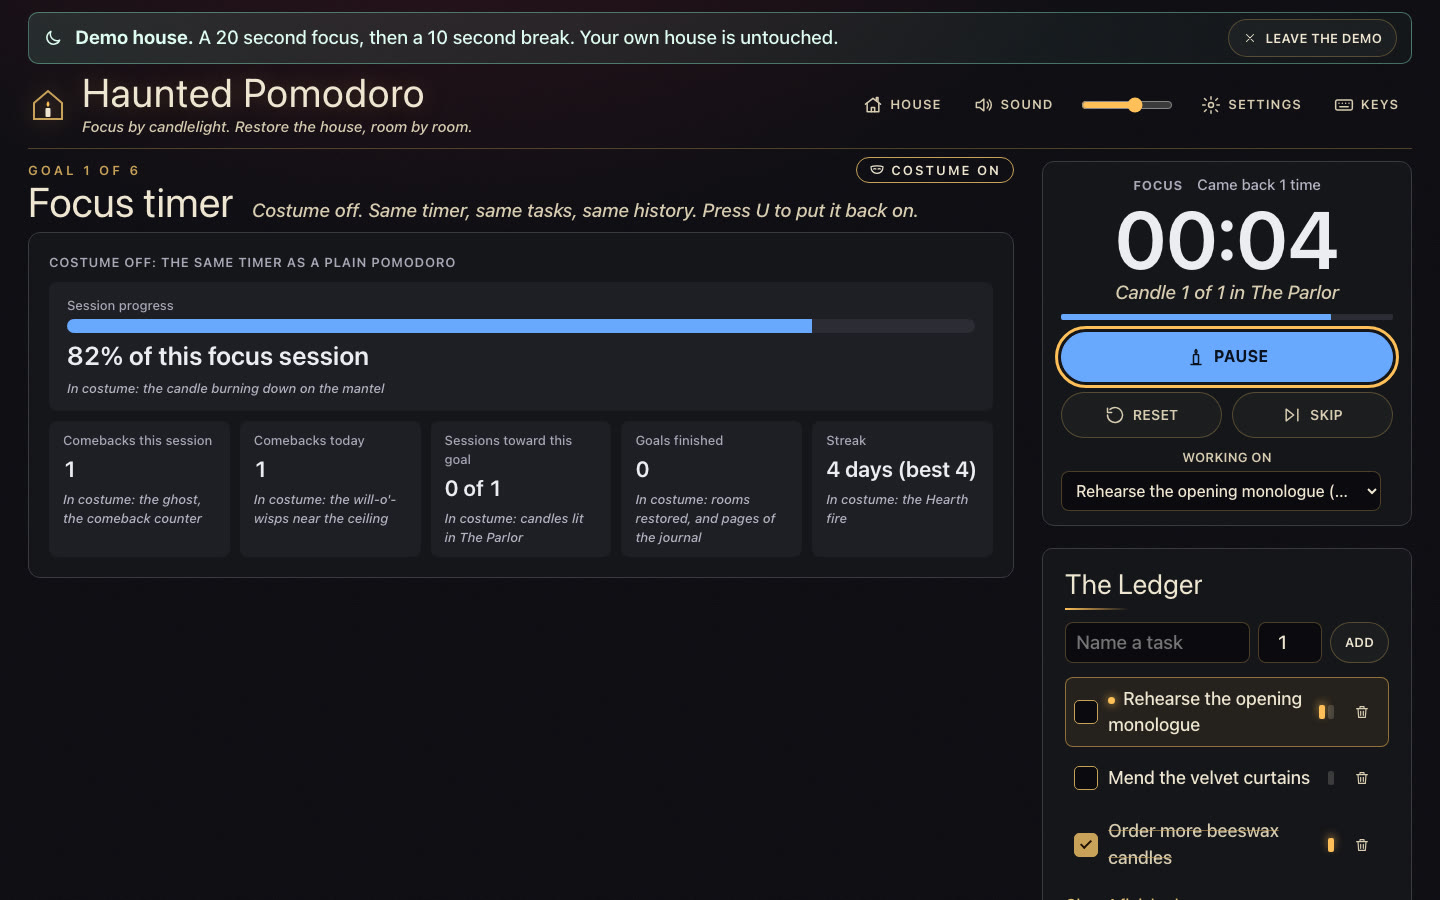 Demo house. A 20 second focus, then a 10 second break. Your own house is untouched.
LEAVE THE DEMO
Haunted Pomodoro
Focus by candlelight. Restore the house, room by room.
HOUSE
SOUND
SETTINGS
KEYS
GOAL 1 OF 6
COSTUME ON
Focus timer
Costume off. Same timer, same tasks, same history. Press U to put it back on.
COSTUME OFF: THE SAME TIMER AS A PLAIN POMODORO
Session progress
82% of this focus session
In costume: the candle burning down on the mantel
Comebacks this session
1
In costume: the ghost,
the comeback counter
Comebacks today
1
In costume: the will-o'-
wisps near the ceiling
Sessions toward this
goal
0 of 1
In costume: candles lit
in The Parlor
Goals finished
0
In costume: rooms
restored, and pages of
the journal
Streak
4 days (best 4)
In costume: the Hearth
fire
FOCUS Came back 1 time
00:04
Candle 1 of 1 in The Parlor
PAUSE
RESET
SKIP
WORKING ON
Rehearse the opening monologue (...
The Ledger
Name a task
1
ADD
Rehearse the opening
monologue
Mend the velvet curtains
Order more beeswax
candles